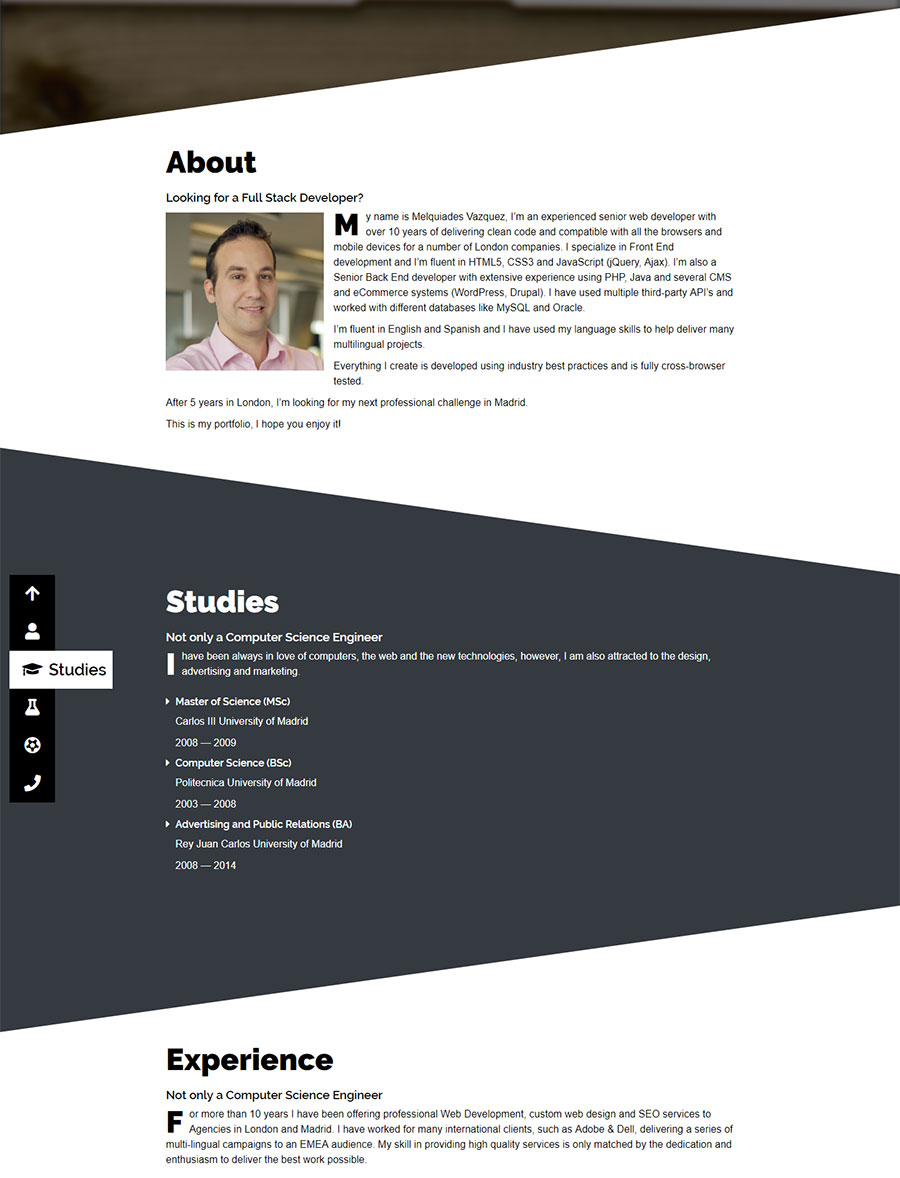 About
Looking for a Full Stack Developer?
My name is Melquiades Vazquez, I'm an experienced senior web developer with
over 10 years of delivering clean code and compatible with all the browsers and
mobile devices for a number of London companies. I specialize in Front End
development and I'm fluent in HTML5, CSS3 and JavaScript (jQuery, Ajax). I'm also a
Senior Back End developer with extensive experience using PHP, Java and several CMS
and eCommerce systems (WordPress, Drupal). I have used multiple third-party API's and
worked with different databases like MySQL and Oracle.
I'm fluent in English and Spanish and I have used my language skills to help deliver many
multilingual projects.
Everything I create is developed using industry best practices and is fully cross-browser
tested.
After 5 years in London, I'm looking for my next professional challenge in Madrid.
This is my portfolio, I hope you enjoy it!
Studies
Studies
Not only a Computer Science Engineer
I have been always in love of computers, the web and the new technologies, however, I am also attracted to the design,
advertising and marketing.
Master of Science (MSc)
Carlos III University of Madrid
2008 — 2009
Computer Science (BSc)
Politecnica University of Madrid
2003 — 2008
Advertising and Public Relations (BA)
Rey Juan Carlos University of Madrid
2008 — 2014
Experience
Not only a Computer Science Engineer
For more than 10 years I have been offering professional Web Development, custom web design and SEO services to
Agencies in London and Madrid. I have worked for many international clients, such as Adobe & Dell, delivering a series of
multi-lingual campaigns to an EMEA audience. My skill in providing high quality services is only matched by the dedication and
enthusiasm to deliver the best work possible.